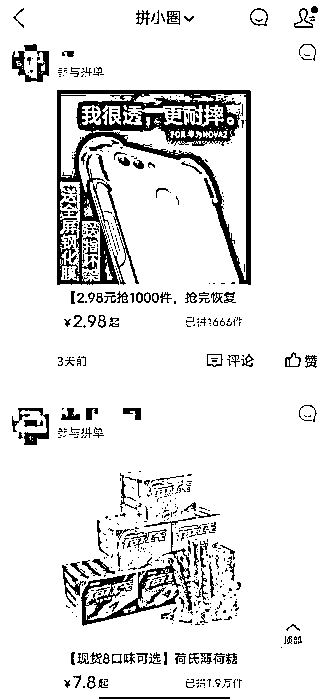 拼小圈
参与拼单
我很透 更耐摔。
FOR 华为NOVA2
送全屏钢化膜
送指环架
【2.98元抢1000件，抢完恢复
¥2.98起
已拼1666件
3天前
评论
赞
参与拼单
顶部
【现货8口味可选】荷氏薄荷糖
¥7.8起
已拼1.9万件